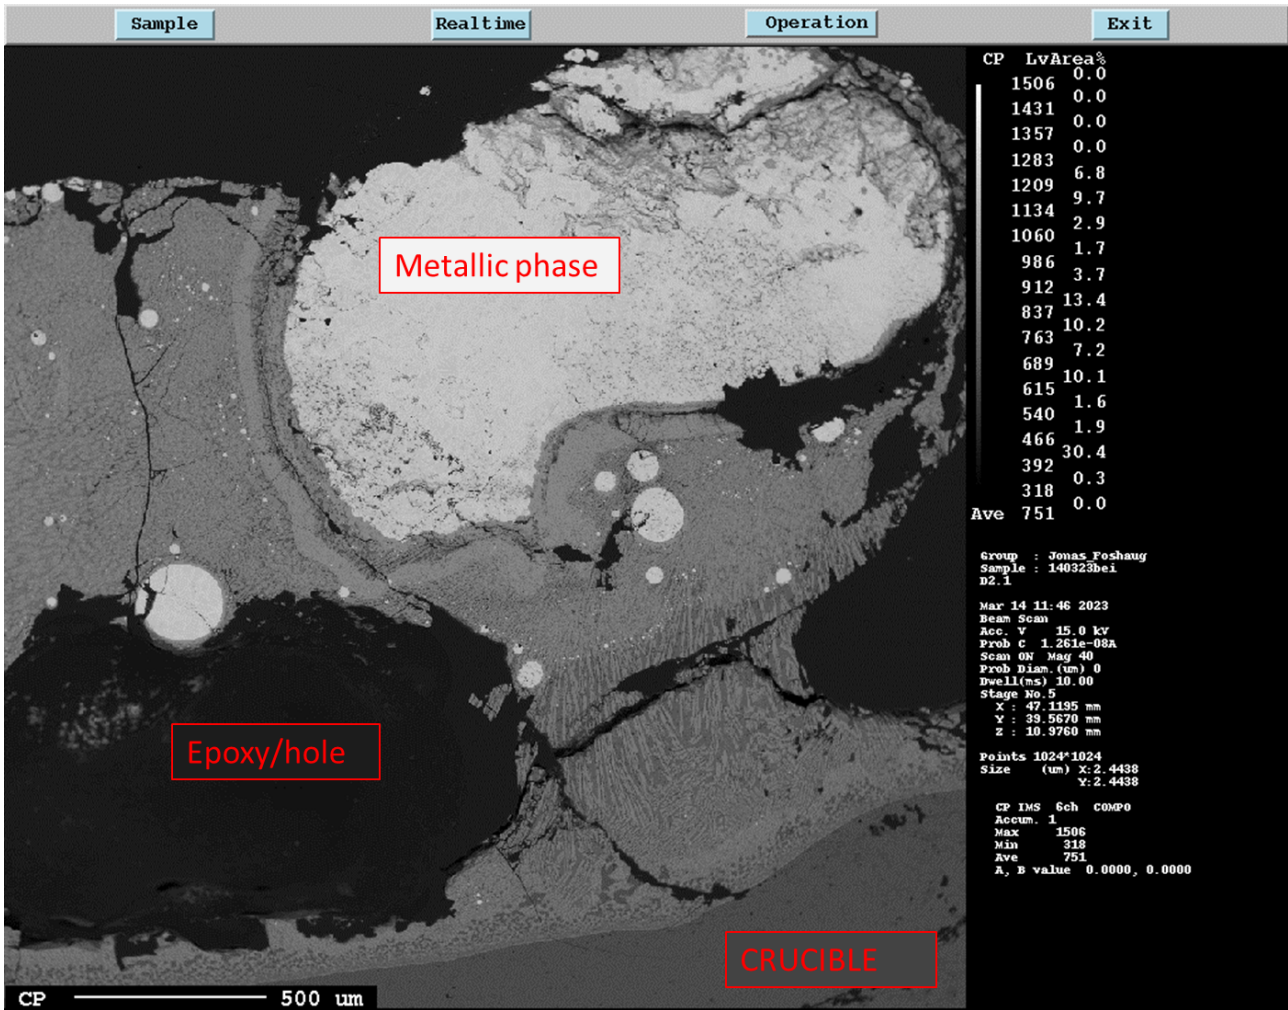 Sample Realtime Operation Exit
CP LvArea%
0.0
1506
0.0
1431
0.0
1357
0.0
1283
6.8
1209
9.7
1134
2.9
1060
1.7
986
3.7
912
13.4
837
10.2
763
7.2
689
10.1
615
1.6
540
1.9
466
30.4
392
0.3
318
0.0
Ave 751
Group : Jonas_Foshaug
Sample : 140323bei
D2.1
Mar 14 11:46 2023
Beam Scan
Acc. V 15.0 kV
Prob C 1.261e-08A
Scan ON Mag 40
Prob Diam.(um) 0
Dwell(ms) 10.00
Stage No.5
X : 47.1195 mm
Y : 39.5670 mm
Z : 10.9760 mm
Points 1024*1024
Size (um) X:2.4438
Y:2.4438
CP IMS 6ch COMPO
Accum. 1
Max 1506
Min 318
Ave 751
A, B value 0.0000, 0.0000
Metallic phase
Epoxy/hole
CRUCIBLE
CP 500 um